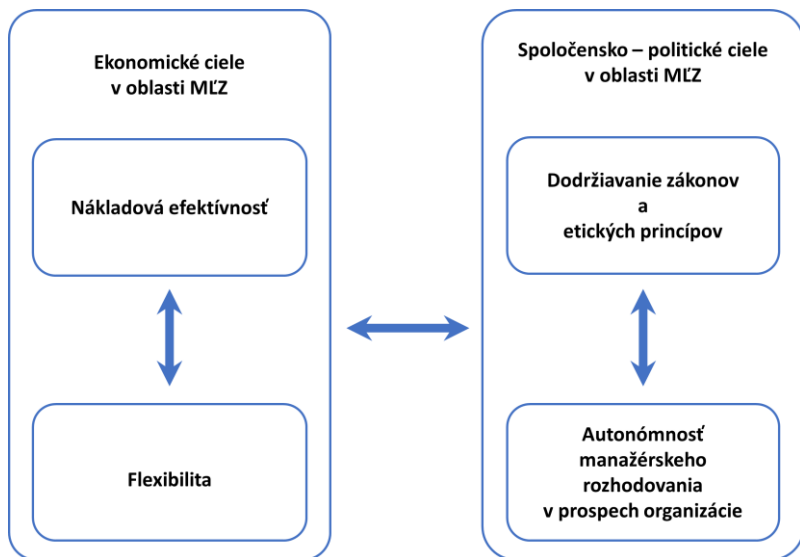 Ekonomické ciele
v oblasti MĽZ
Nákladová efektívnosť
Flexibilita
Spoločensko – politické ciele
v oblasti MĽZ
Dodržiavanie zákonov
a
etických princípov
Autonómnosť
manažérskeho
rozhodovania
v prospech organizácie